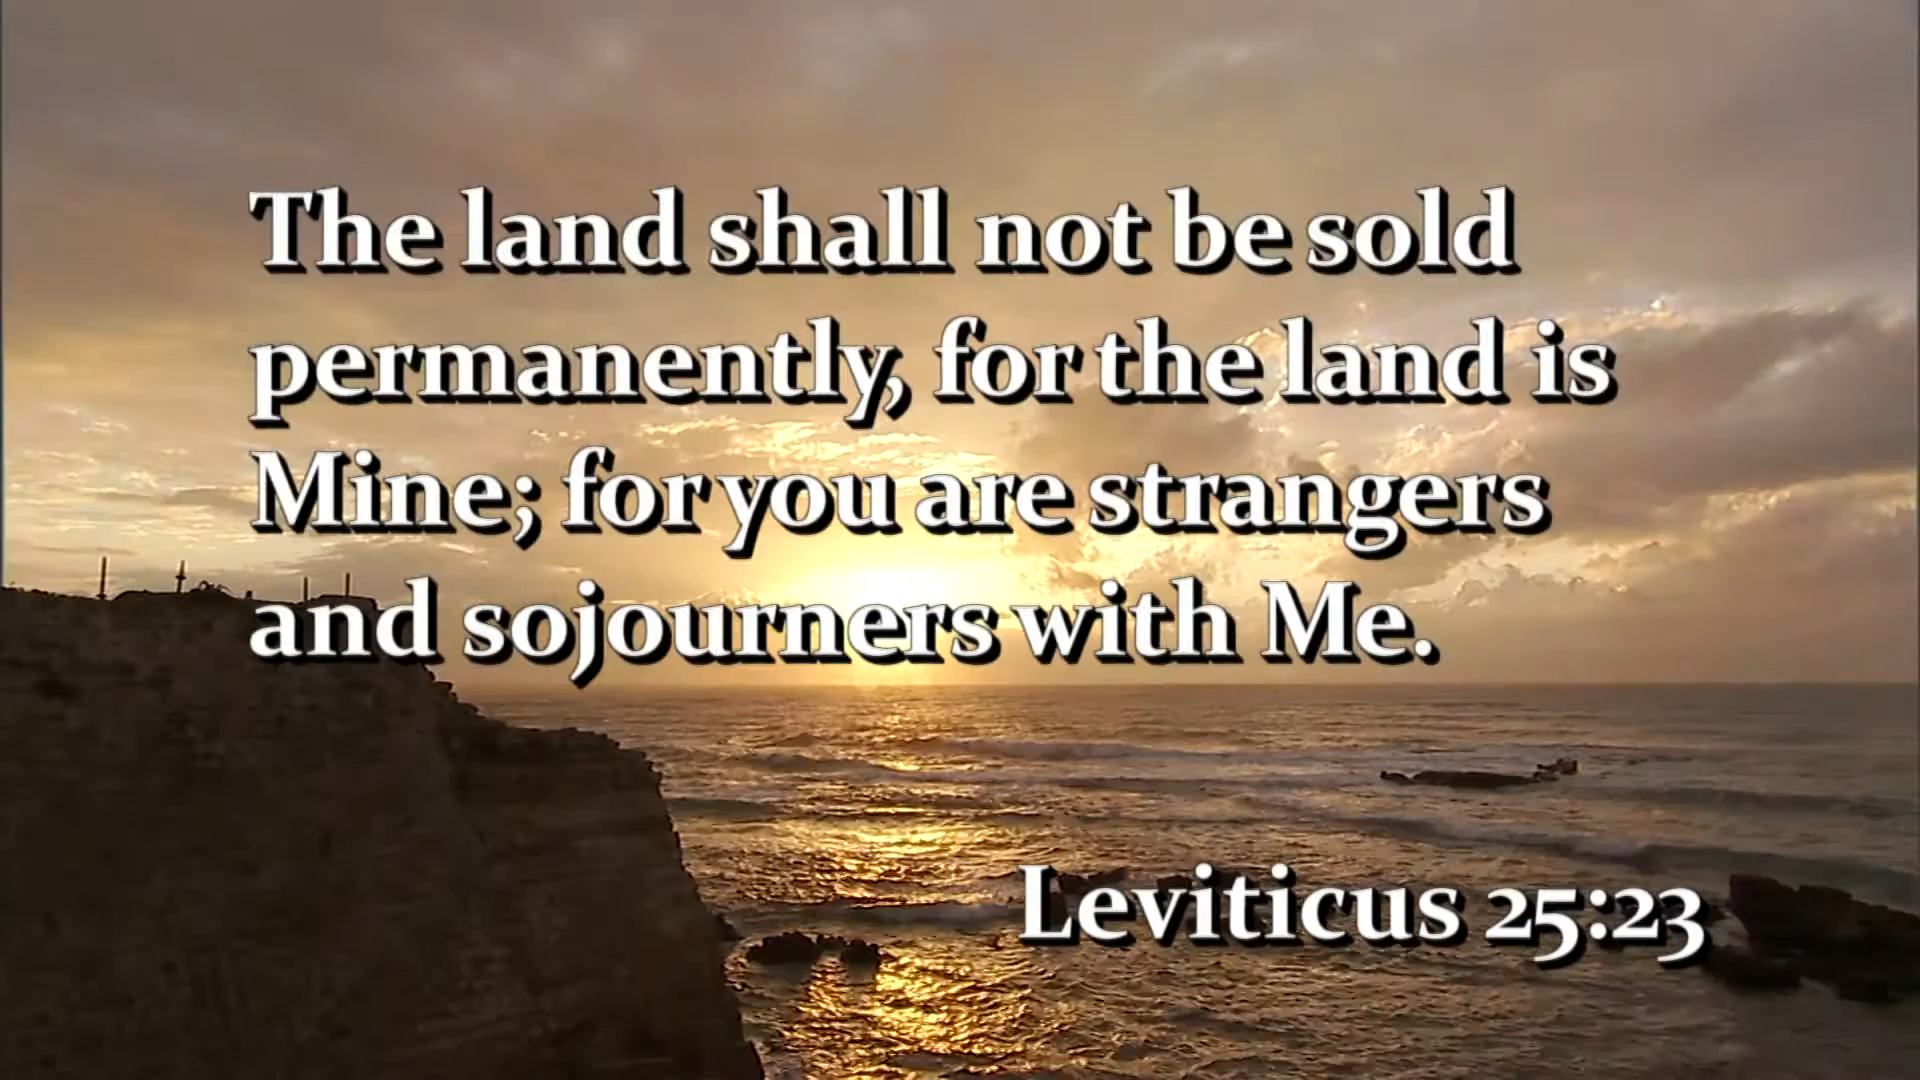 The land shall not be sold
permanently, for the land is
Mine; for you are strangers
and sojourners with Me.
Leviticus 25:23